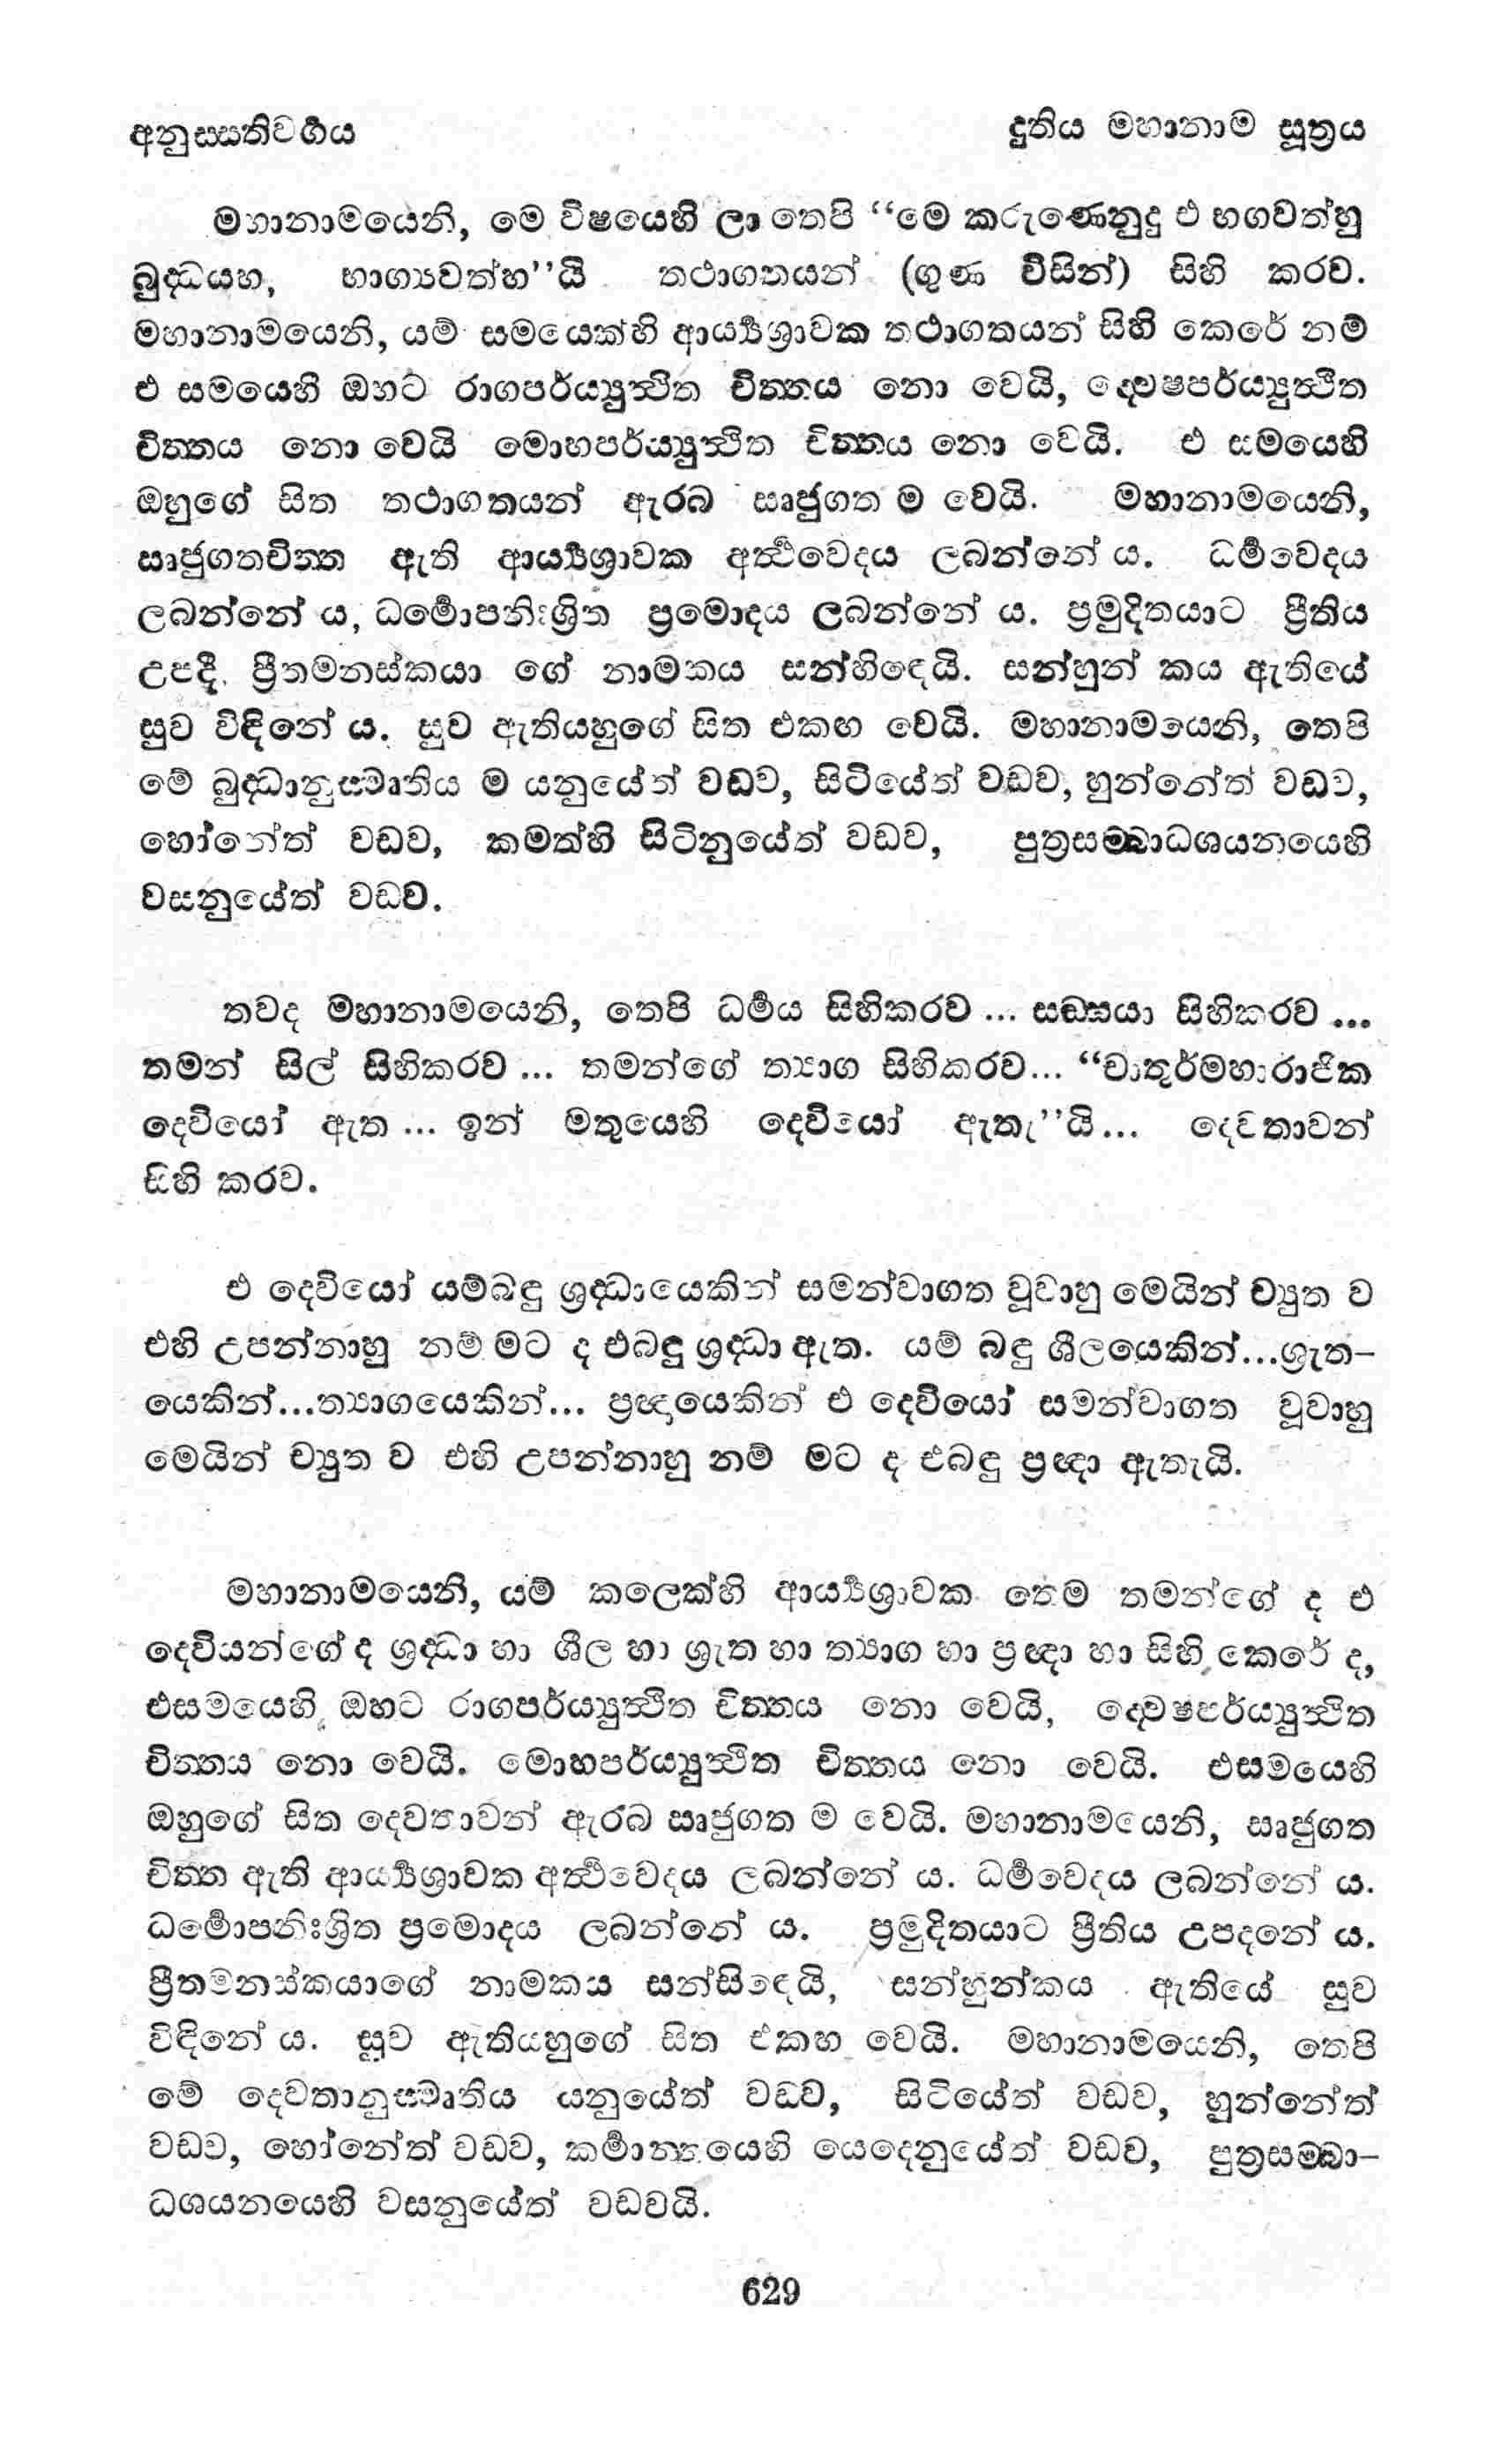 අනුස්සතිවර්‍ගය
දුතිය මහානාම සූත්‍රය
මහානාමයෙනි, මෙ විෂයෙහි ලා තෙපි “මෙ කරුණෙනුදු එ භගවත්හු
බුද්ධයහ, භාග්‍යවත්හ”යි තථාගතයන් (ගුණ විසින්) සිහි කරව.
මහානාමයෙනි, යම් සමයෙක්හි ආර්‍ය්‍යශ්‍රාවක තථාගතයන් සිහි කෙරේ නම්
එ සමයෙහි ඔහට රාගපර්ය්‍යුත්‍ථිත චිත්තය නො වෙයි, ද්වෙෂපර්ය්‍යුත්‍ථිත
චිත්තය නො වෙයි මොහපර්ය්‍යුත්‍ථිත චිත්තය නො වෙයි. එ සමයෙහි
ඔහුගේ සිත තථාගතයන් ඇරබ සෘජුගත ම වෙයි. මහානාමයෙනි,
සෘජුගතචිත්ත ඇති ආර්‍ය්‍යශ්‍රාවක අර්‍ත්‍ථවෙදය ලබන්නේ ය. ධර්‍මවෙදය
ලබන්නේ ය, ධර්‍මොපනිඃශ්‍රිත ප්‍රමොදය ලබන්නේ ය. ප්‍රමුදිතයාට ප්‍රීතිය
උපදී. ප්‍රීතමනස්කයා ගේ නාමකය සන්හිඳෙයි. සන්හුන් කය ඇතියේ
සුව විඳිනේ ය. සුව ඇතියහුගේ සිත එකඟ වෙයි. මහානාමයෙනි, තෙපි
මේ බුද්ධානුස්මෘතිය ම යනුයේත් වඩව, සිටියේත් වඩව, හුන්නේත් වඩව,
හෝනේත් වඩව, කමත්හි සිටිනුයේත් වඩව, පුත්‍රසම්බාධශයනයෙහි
වසනුයේත් වඩව.
තවද මහානාමයෙනි, තෙපි ධර්‍මය සිහිකරව ... සඞ්ඝයා සිහිකරව ...
තමන් සිල් සිහිකරව ... තමන්ගේ ත්‍යාග සිහිකරව... “චාතුර්මහාරාජික
දෙවියෝ ඇත ... ඉන් මතුයෙහි දෙවියෝ ඇතැ”යි... දෙවතාවන්
සිහි කරව.
එ දෙවියෝ යම්බඳු ශ්‍රද්ධායෙකින් සමන්වාගත වූවාහු මෙයින් ච්‍යුත ව
එහි උපන්නාහු නම් මට ද එබඳු ශ්‍රද්ධා ඇත. යම් බඳු ශීලයෙකින්...ශ්‍රුත-
යෙකින්...ත්‍යාගයෙකින්... ප්‍රඥායෙකින් එ දෙවියෝ සමන්වාගත වූවාහු
මෙයින් ච්‍යුත ව එහි උපන්නාහු නම් මට ද එබඳු ප්‍රඥා ඇතැයි.
මහානාමයෙනි, යම් කලෙක්හි ආර්‍ය්‍යශ්‍රාවක තෙම තමන්ගේ ද එ
දෙවියන්ගේ ද ශ්‍රද්ධා හා ශීල හා ශ්‍රුත හා ත්‍යාග හා ප්‍රඥා හා සිහි කෙරේ ද,
එසමයෙහි ඔහට රාගපර්ය්‍යුත්‍ථිත චිත්තය නො වෙයි, ද්වෙෂපර්ය්‍යුත්‍ථිත
චිත්තය නො වෙයි. මොහපර්ය්‍යුත්‍ථිත චිත්තය නො වෙයි. එසමයෙහි
ඔහුගේ සිත දෙවතාවන් ඇරබ සෘජුගත ම වෙයි. මහානාමයෙනි, සෘජුගත
චිත්ත ඇති ආර්‍ය්‍යශ්‍රාවක අර්‍ත්‍ථවෙදය ලබන්නේ ය. ධර්‍මවෙදය ලබන්නේ ය.
ධර්‍මොපනිඃශ්‍රිත ප්‍රමොදය ලබන්නේ ය. ප්‍රමුදිතයාට ප්‍රීතිය උපදනේ ය.
ප්‍රීතමනස්කයාගේ නාමකය සන්සිඳෙයි, සන්හුන්කය ඇතියේ සුව
විඳිනේ ය. සුව ඇතියහුගේ සිත එකඟ වෙයි. මහානාමයෙනි, තෙපි
මේ දෙවතානුස්මෘතිය යනුයේත් වඩව, සිටියේත් වඩව, හුන්නේත්
වඩව, හෝනේත් වඩව, කර්‍මාන්තයෙහි යෙදෙනුයේත් වඩව, පුත්‍රසම්බා-
ධශයනයෙහි වසනුයේත් වඩවයි.
629